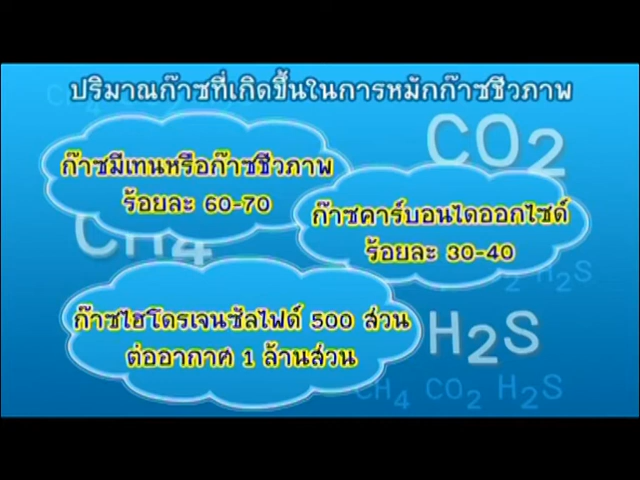 ปริมาณก๊าซที่เกิดขึ้นในการหมักก๊าซชีวภาพ
CO2
ก๊าซมีเทนหรือก๊าซชีวภาพ
ร้อยละ 60-70
ก๊าซคาร์บอนไดออกไซด์
ร้อยละ 30-40
CH4
H2S
ก๊าซไฮโดรเจนซัลไฟด์ 500 ส่วน
ต่ออากาศ 1 ล้านส่วน
H2S
CH4 CO2 H2S